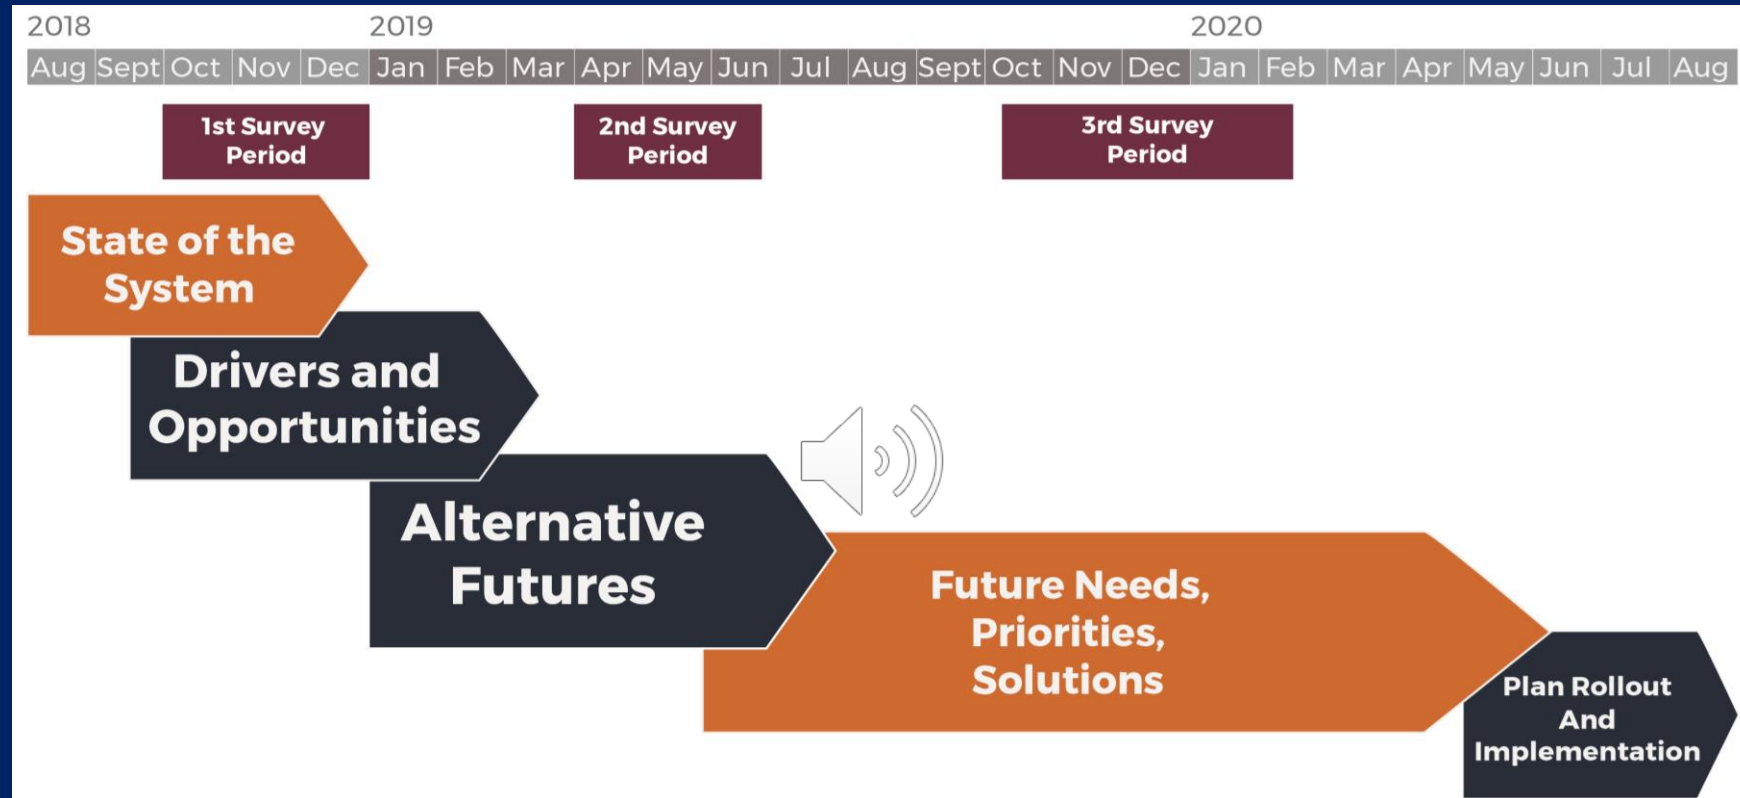 2018 2019 2020
Aug Sept Oct Nov Dec Jan Feb Mar Apr May Jun Jul Aug Sept Oct Nov Dec Jan Feb Mar Apr May Jun Jul Aug
1st Survey
Period
2nd Survey
Period
3rd Survey
Period
State of the
System
Drivers and
Opportunities
Alternative
Futures
Future Needs,
Priorities,
Solutions
Plan Rollout
And
Implementation